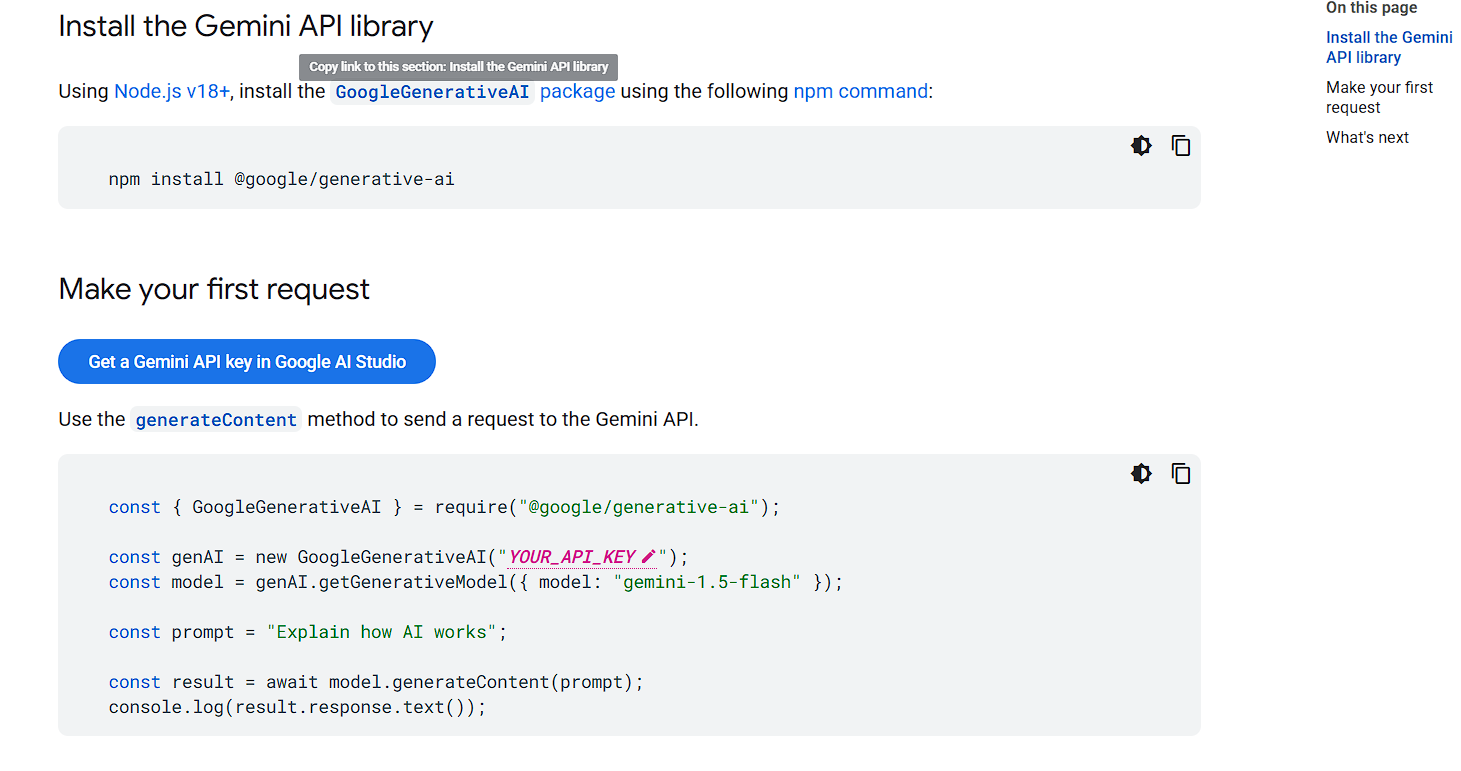 Install the Gemini API library
Copy link to this section: Install the Gemini API library
Using Node.js v18+, install the GoogleGenerativeAI package using the following npm command:
npm install @google/generative-ai
Make your first request
Get a Gemini API key in Google AI Studio
Use the generateContent method to send a request to the Gemini API.
const { GoogleGenerativeAI } = require("@google/generative-ai");
const genAI = new GoogleGenerativeAI("YOUR_API_KEY");
const model = genAI.getGenerativeModel({ model: "gemini-1.5-flash" });
const prompt = "Explain how AI works";
const result = await model.generateContent(prompt);
console.log(result.response.text());
On this page
Install the Gemini
API library
Make your first
request
What's next